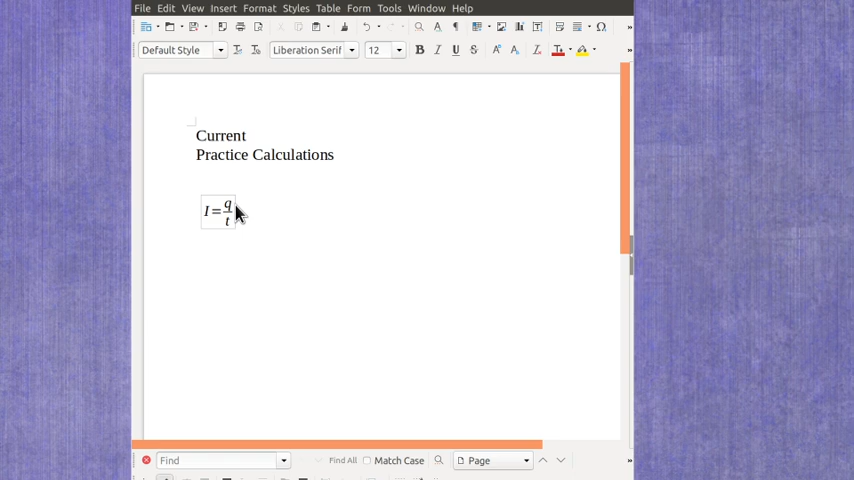 File Edit View Insert Format Styles Table Form Tools Window Help
Default Style Liberation Serif 12
Current
Practice Calculations
I = q/t
Find Find All Match Case Page